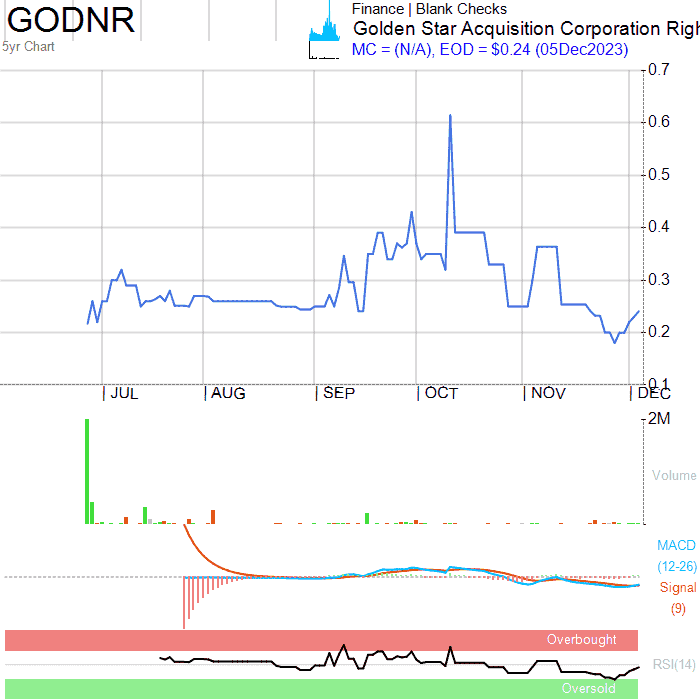 GODNR
5yr Chart
Finance | Blank Checks
Golden Star Acquisition Corporation Righ
MC = (N/A), EOD = $0.24 (05Dec2023)
0.7
0.6
0.5
0.4
0.3
0.2
0.1
JUL AUG SEP OCT NOV DEC
2M
Volume
MACD
(12-26)
Signal
(9)
Overbought
RSI(14)
Oversold